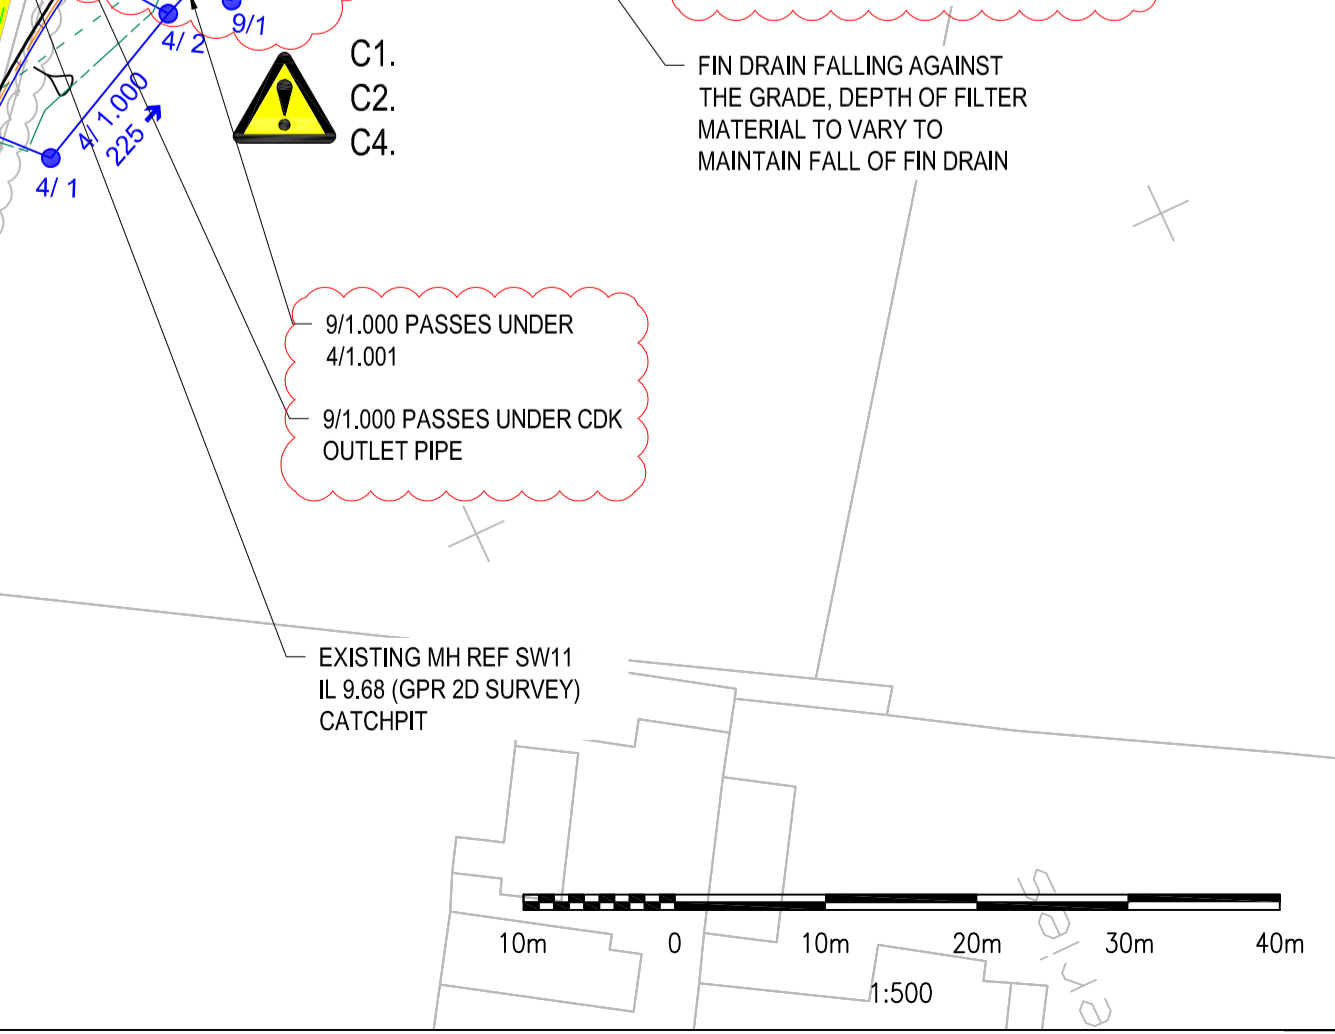 9/1
4/ 2
C1.
C2.
C4.
4/ 1.000
225
4/ 1
FIN DRAIN FALLING AGAINST
THE GRADE, DEPTH OF FILTER
MATERIAL TO VARY TO
MAINTAIN FALL OF FIN DRAIN
9/1.000 PASSES UNDER
4/1.001
9/1.000 PASSES UNDER CDK
OUTLET PIPE
EXISTING MH REF SW11
IL 9.68 (GPR 2D SURVEY)
CATCHPIT
10m 0 10m 20m 30m 40m
1:500